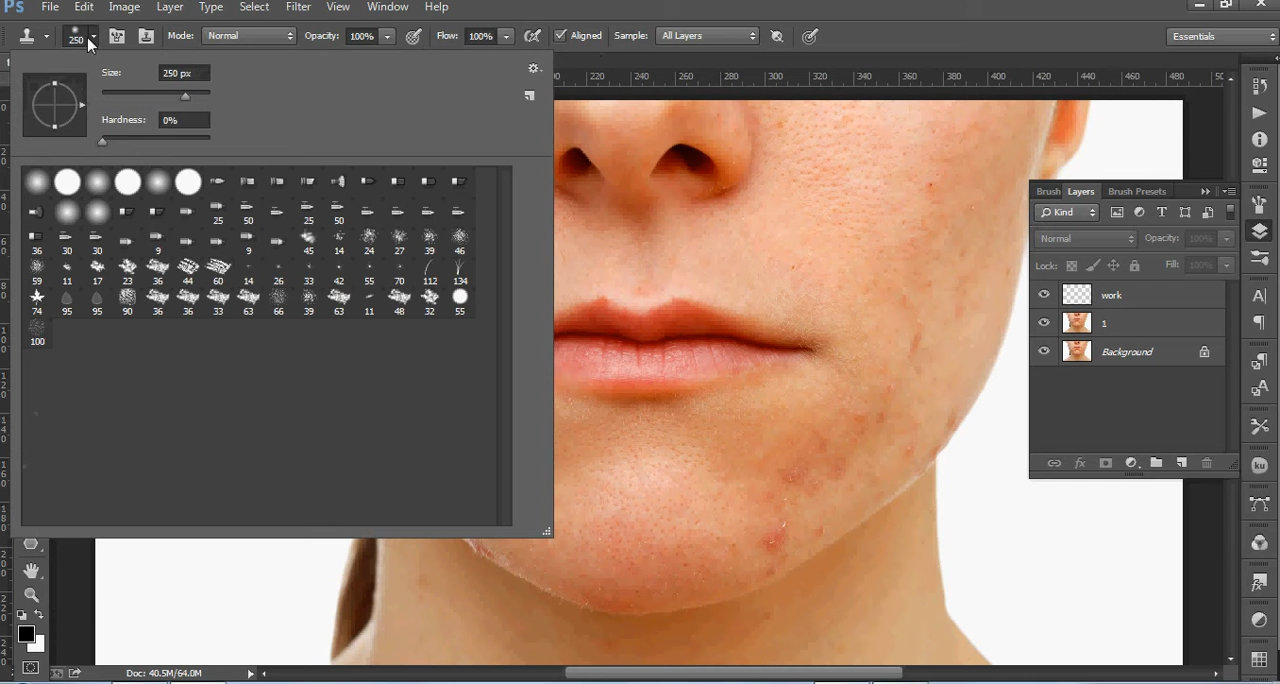 Ps File Edit Image Layer Type Select Filter View Window Help
250 Mode: Normal Opacity: 100% Flow: 100% Aligned Sample: All Layers Essentials
Size: 250 px
Hardness: 0%
200 220 240 260 280 300 320 340 360 380 400 420 440 460 480
25 50 25 50
36 30 30 9 9 45 14 24 27 39 46
59 11 17 23 36 44 60 14 26 33 42 55 70 112 134
74 95 95 90 36 36 33 63 66 39 63 11 48 32 55
100
Brush Layers Brush Presets
Kind
Normal Opacity: 100%
Lock: Fill: 100%
work
1
Background
Doc: 40.5M/64.0M